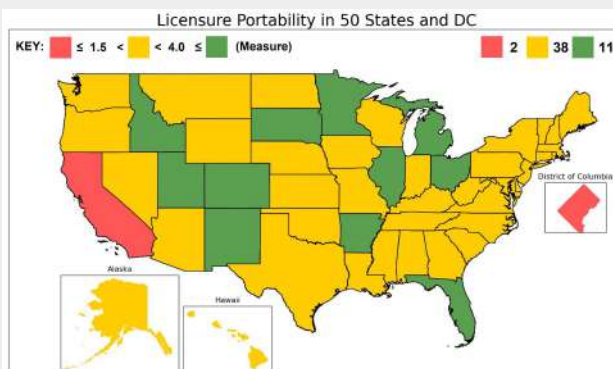 Licensure Portability in 50 States and DC
KEY: ≤ 1.5 < < 4.0 ≤ (Measure) 2 38 11
District of Columbia
Alaska
Hawaii